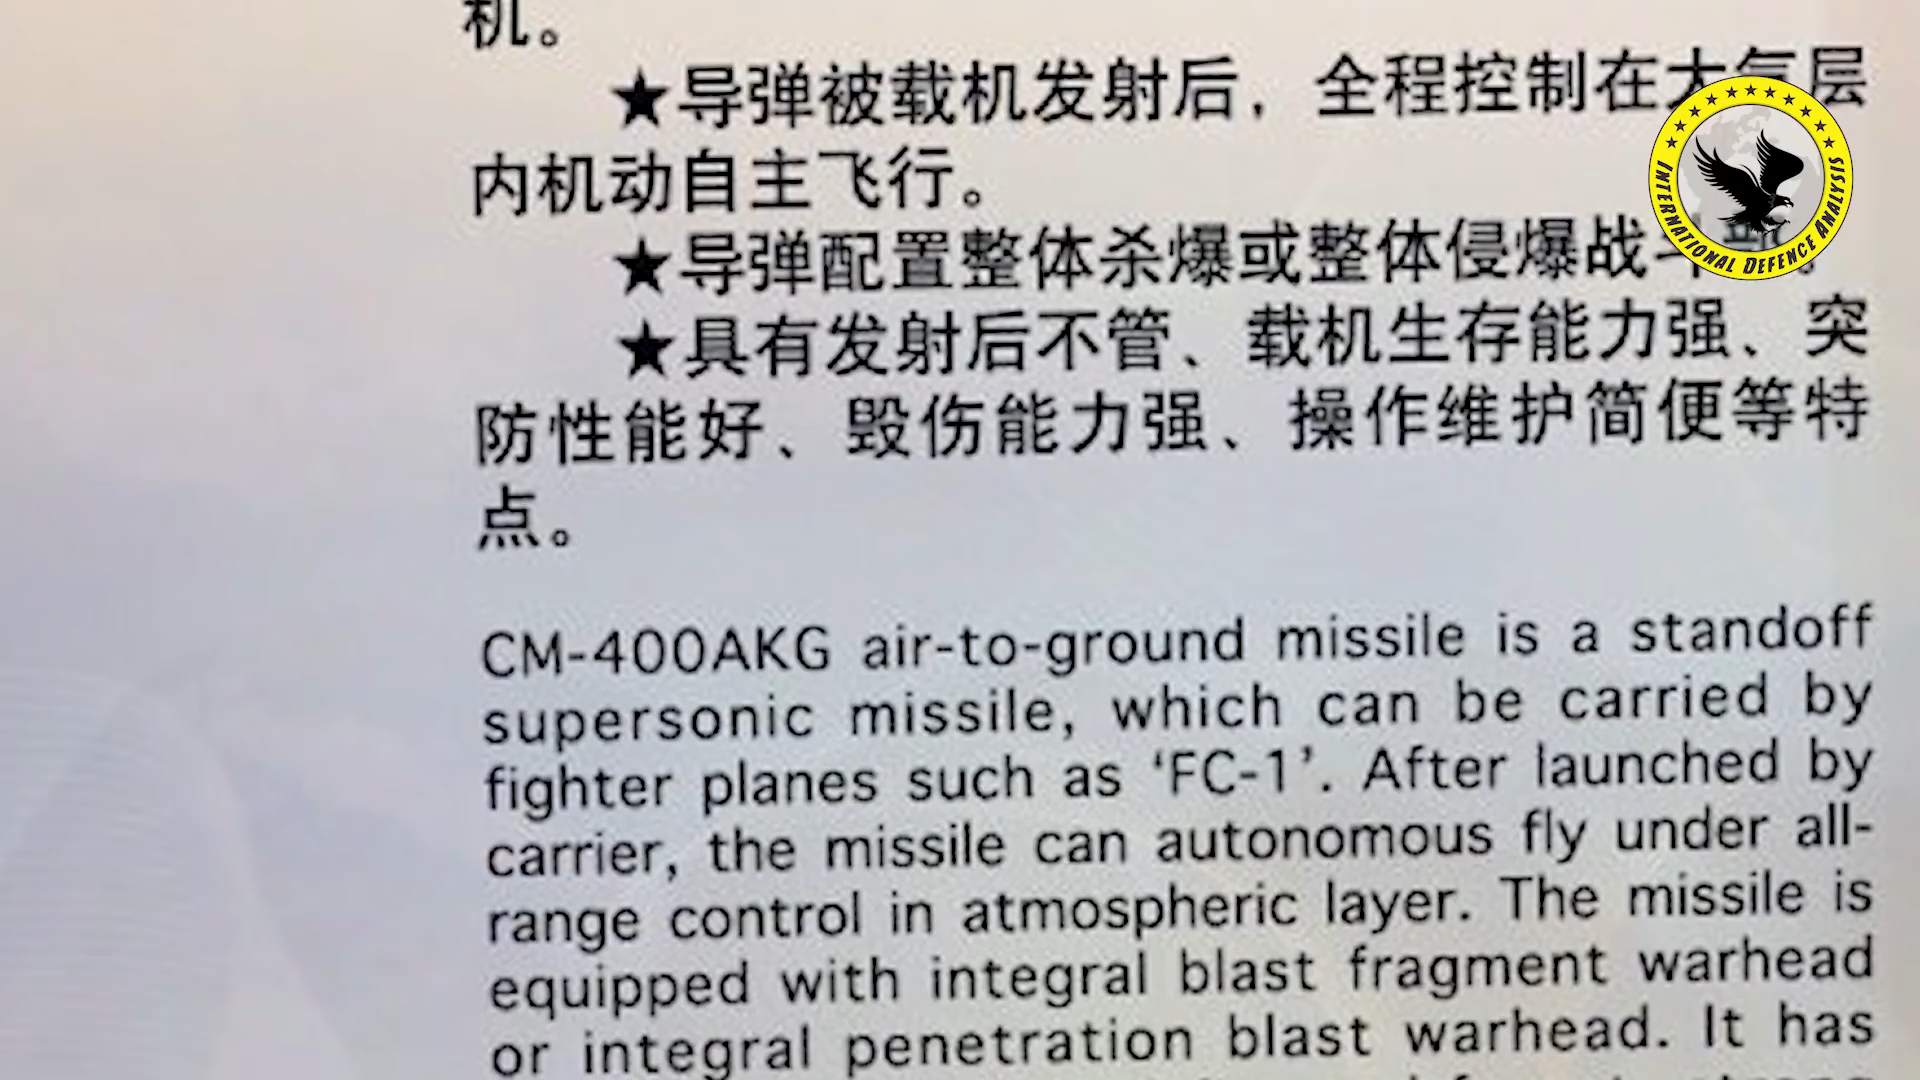 机。
★导弹被载机发射后，全程控制在大气层
内机动自主飞行。
★导弹配置整体杀爆或整体侵爆战
★具有发射后不管、载机生存能力强、突
防性能好、毁伤能力强、操作维护简便等特
点。
CM-400AKG air-to-ground missile is a standoff
supersonic missile, which can be carried by
fighter planes such as ‘FC-1’. After launched by
carrier, the missile can autonomous fly under all-
range control in atmospheric layer. The missile is
equipped with integral blast fragment warhead
or integral penetration blast warhead. It has
INTERNATIONAL DEFENCE ANALYSIS